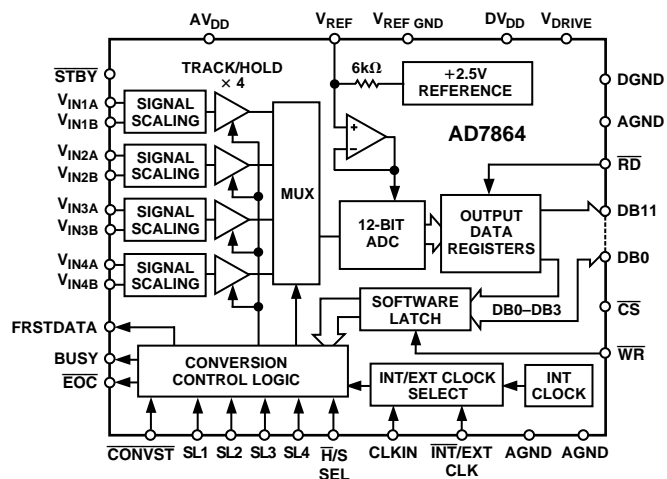 AVDD VREF VREF GND DVDD VDRIVE
STBY
TRACK/HOLD
× 4
6kΩ
+2.5V
REFERENCE
DGND
VIN1A
VIN1B
SIGNAL
SCALING
AD7864
AGND
VIN2A
VIN2B
SIGNAL
SCALING
MUX
RD
VIN3A
VIN3B
SIGNAL
SCALING
12-BIT
ADC
OUTPUT
DATA
REGISTERS
DB11
DB0
VIN4A
VIN4B
SIGNAL
SCALING
SOFTWARE
LATCH
DB0–DB3
CS
FRSTDATA
WR
BUSY
EOC
CONVERSION
CONTROL LOGIC
INT/EXT CLOCK
SELECT
INT
CLOCK
CONVST SL1 SL2 SL3 SL4 H/S
SEL
CLKIN INT/EXT
CLK
AGND AGND